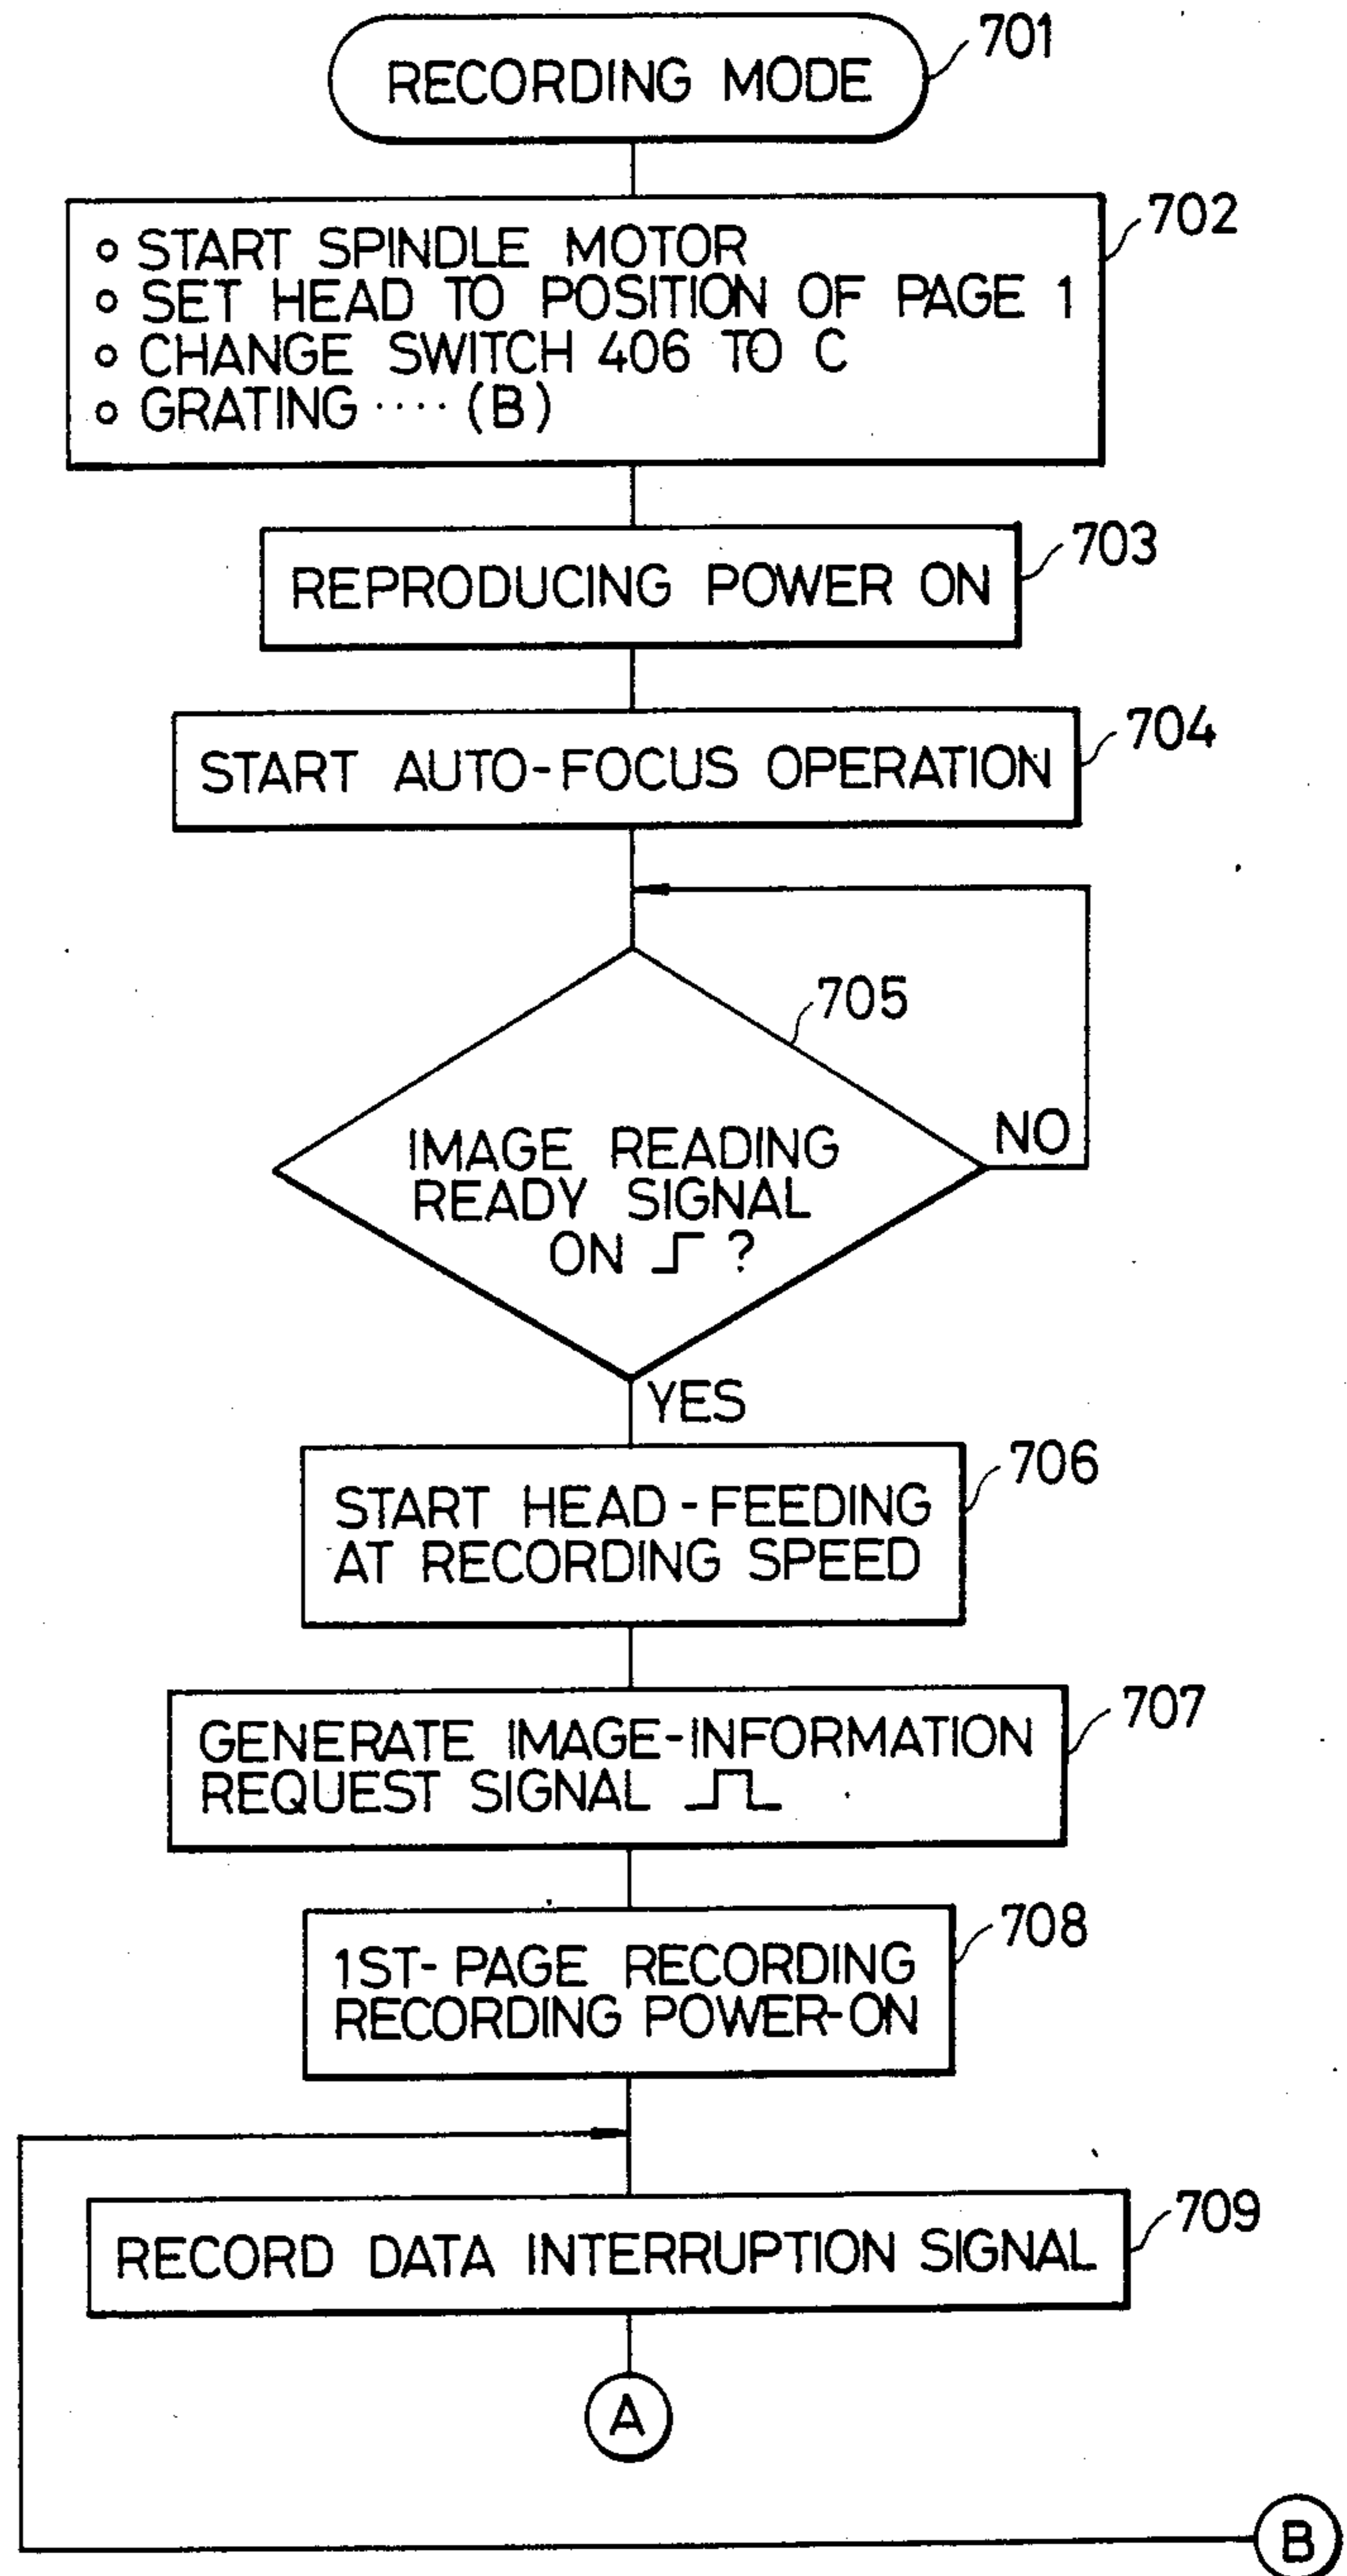 RECORDING MODE
701
702
○ START SPINDLE MOTOR
○ SET HEAD TO POSITION OF PAGE 1
○ CHANGE SWITCH 406 TO C
○ GRATING ···· (B)
703
REPRODUCING POWER ON
704
START AUTO-FOCUS OPERATION
705
IMAGE READING
READY SIGNAL
ON ?
NO
YES
706
START HEAD-FEEDING
AT RECORDING SPEED
707
GENERATE IMAGE-INFORMATION
REQUEST SIGNAL
708
1ST-PAGE RECORDING
RECORDING POWER-ON
709
RECORD DATA INTERRUPTION SIGNAL
A
B